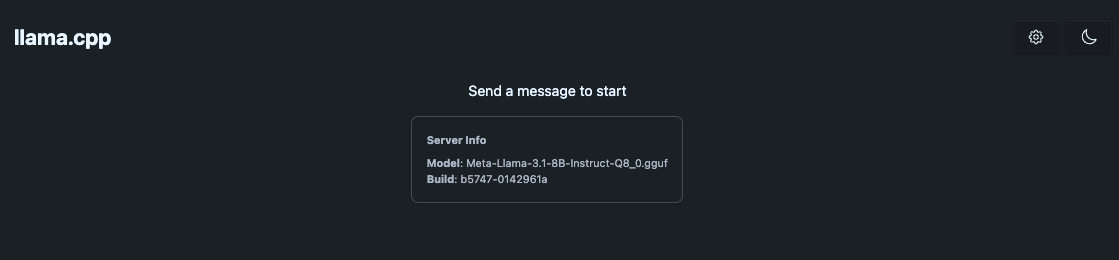 llama.cpp
Send a message to start
Server Info
Model: Meta-Llama-3.1-8B-Instruct-Q8_0.gguf
Build: b5747-0142961a